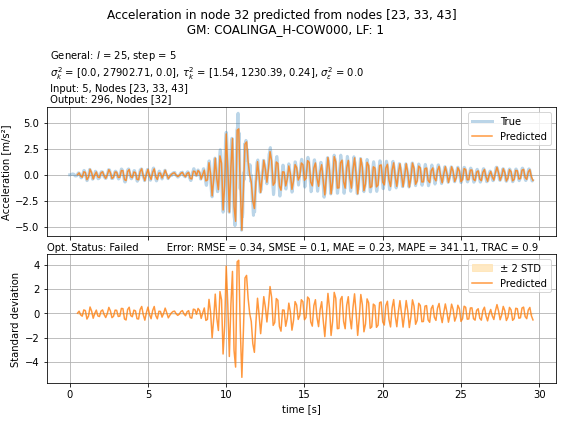 Acceleration in node 32 predicted from nodes [23, 33, 43]
GM: COALINGA_H-COW000, LF: 1
General: l = 25, step = 5
σ²ₖ = [0.0, 27902.71, 0.0], τ²ₖ = [1.54, 1230.39, 0.24], σ²ₑ = 0.0
Input: 5, Nodes [23, 33, 43]
Output: 296, Nodes [32]
Acceleration [m/s²]
5.0
2.5
0.0
−2.5
−5.0
True
Predicted
Opt. Status: Failed Error: RMSE = 0.34, SMSE = 0.1, MAE = 0.23, MAPE = 341.11, TRAC = 0.9
Standard deviation
4
2
0
−2
−4
± 2 STD
Predicted
0 5 10 15 20 25 30
time [s]